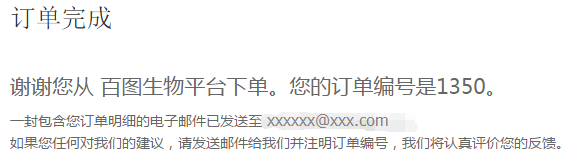 订单完成
谢谢您从 百图生物平台下单。您的订单编号是1350。
一封包含您订单明细的电子邮件已发送至 xxxxxx@xxx.com
如果您任何对我们的建议，请发送邮件给我们并注明订单编号，我们将认真评价您的反馈。